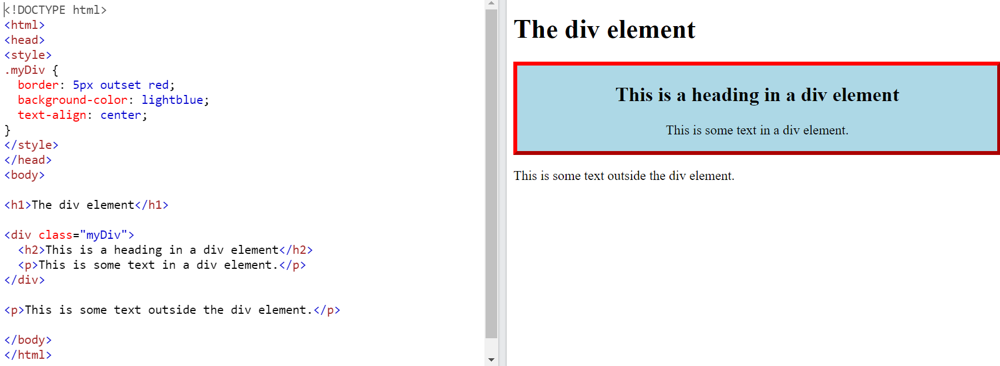 <!DOCTYPE html>
<html>
<head>
<style>
.myDiv {
  border: 5px outset red;
  background-color: lightblue;
  text-align: center;
}
</style>
</head>
<body>

<h1>The div element</h1>

<div class="myDiv">
  <h2>This is a heading in a div element</h2>
  <p>This is some text in a div element.</p>
</div>

<p>This is some text outside the div element.</p>

</body>
</html>
The div element
This is a heading in a div element
This is some text in a div element.
This is some text outside the div element.